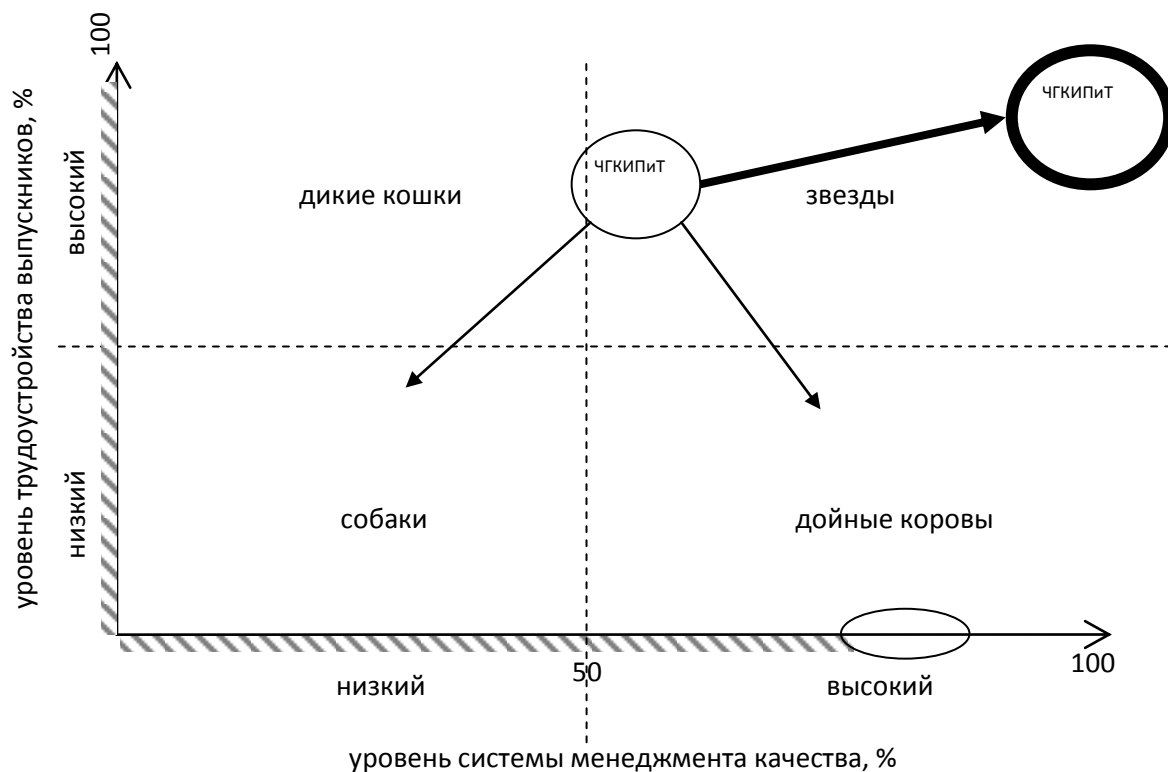 100
уровень трудоустройства выпускников, %
высокий
низкий
ЧГКИПиТ
ЧГКИПиТ
дикие кошки
звезды
собаки
дойные коровы
50
100
низкий
высокий
уровень системы менеджмента качества, %